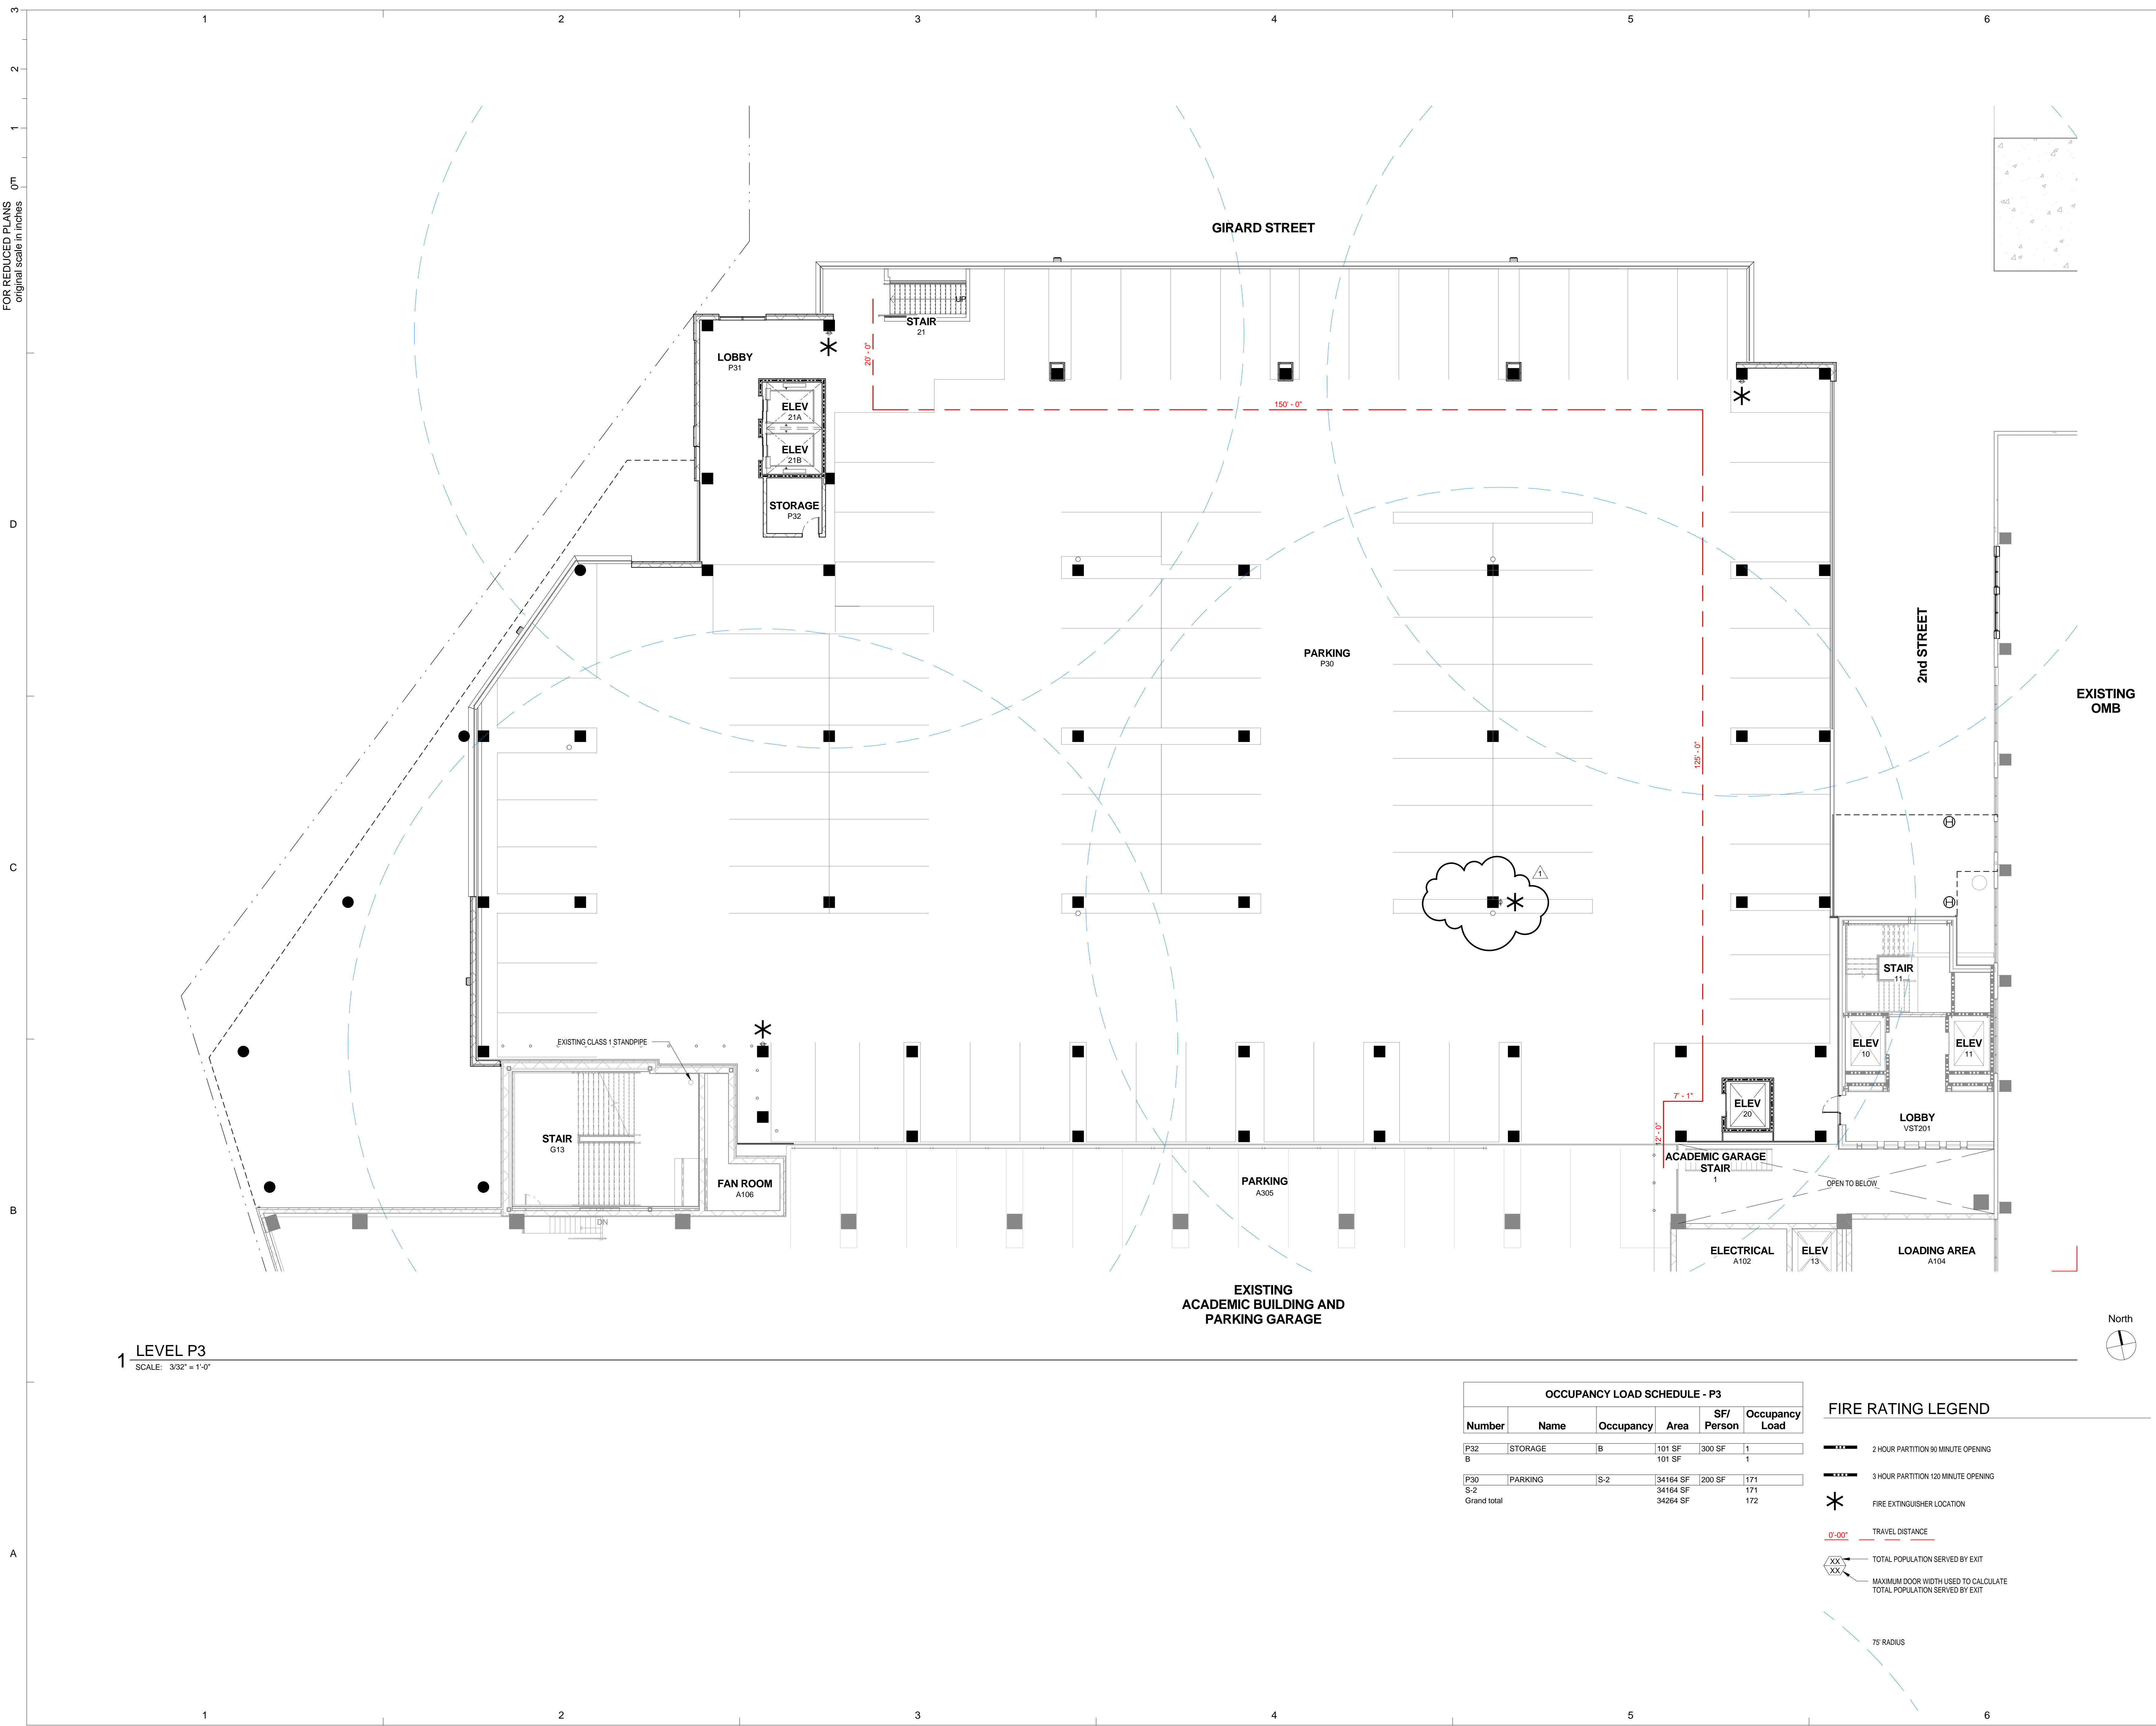 1 2 3 4 5 6
3
2
1
0
FOR REDUCED PLANS
original scale in inches
E
D
C
B
A
GIRARD STREET
UP
STAIR
21
20' - 0"
LOBBY
P31
ELEV
21A
ELEV
21B
STORAGE
P32
150' - 0"
PARKING
P30
125' - 0"
2nd STREET
EXISTING
OMB
1
H
H
STAIR
11
ELEV
10
ELEV
11
LOBBY
VST201
EXISTING CLASS 1 STANDPIPE
7' - 1"
12' - 0"
ELEV
20
STAIR
G13
DN
FAN ROOM
A106
PARKING
A305
ACADEMIC GARAGE
STAIR
1
OPEN TO BELOW
ELECTRICAL
A102
ELEV
13
LOADING AREA
A104
EXISTING
ACADEMIC BUILDING AND
PARKING GARAGE
North
1 LEVEL P3
SCALE: 3/32" = 1'-0"
OCCUPANCY LOAD SCHEDULE - P3
Number Name Occupancy Area SF/ Person Occupancy Load
P32 STORAGE B 101 SF 300 SF 1
B 101 SF 1
P30 PARKING S-2 34164 SF 200 SF 171
S-2 34164 SF 171
Grand total 34264 SF 172
FIRE RATING LEGEND
2 HOUR PARTITION 90 MINUTE OPENING
3 HOUR PARTITION 120 MINUTE OPENING
FIRE EXTINGUISHER LOCATION
0'-00" TRAVEL DISTANCE
XX TOTAL POPULATION SERVED BY EXIT
XX MAXIMUM DOOR WIDTH USED TO CALCULATE
TOTAL POPULATION SERVED BY EXIT
75' RADIUS
1 2 3 4 5 6